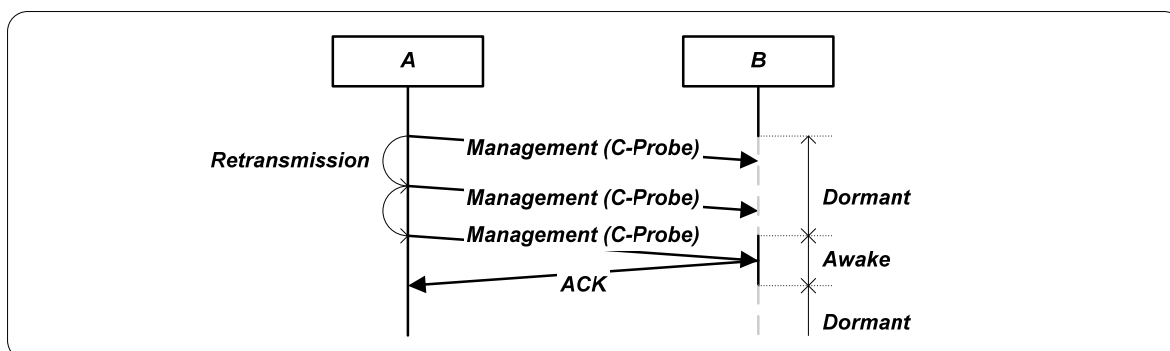 A
B
Management (C-Probe)
Retransmission
Management (C-Probe)
Dormant
Management (C-Probe)
Awake
ACK
Dormant